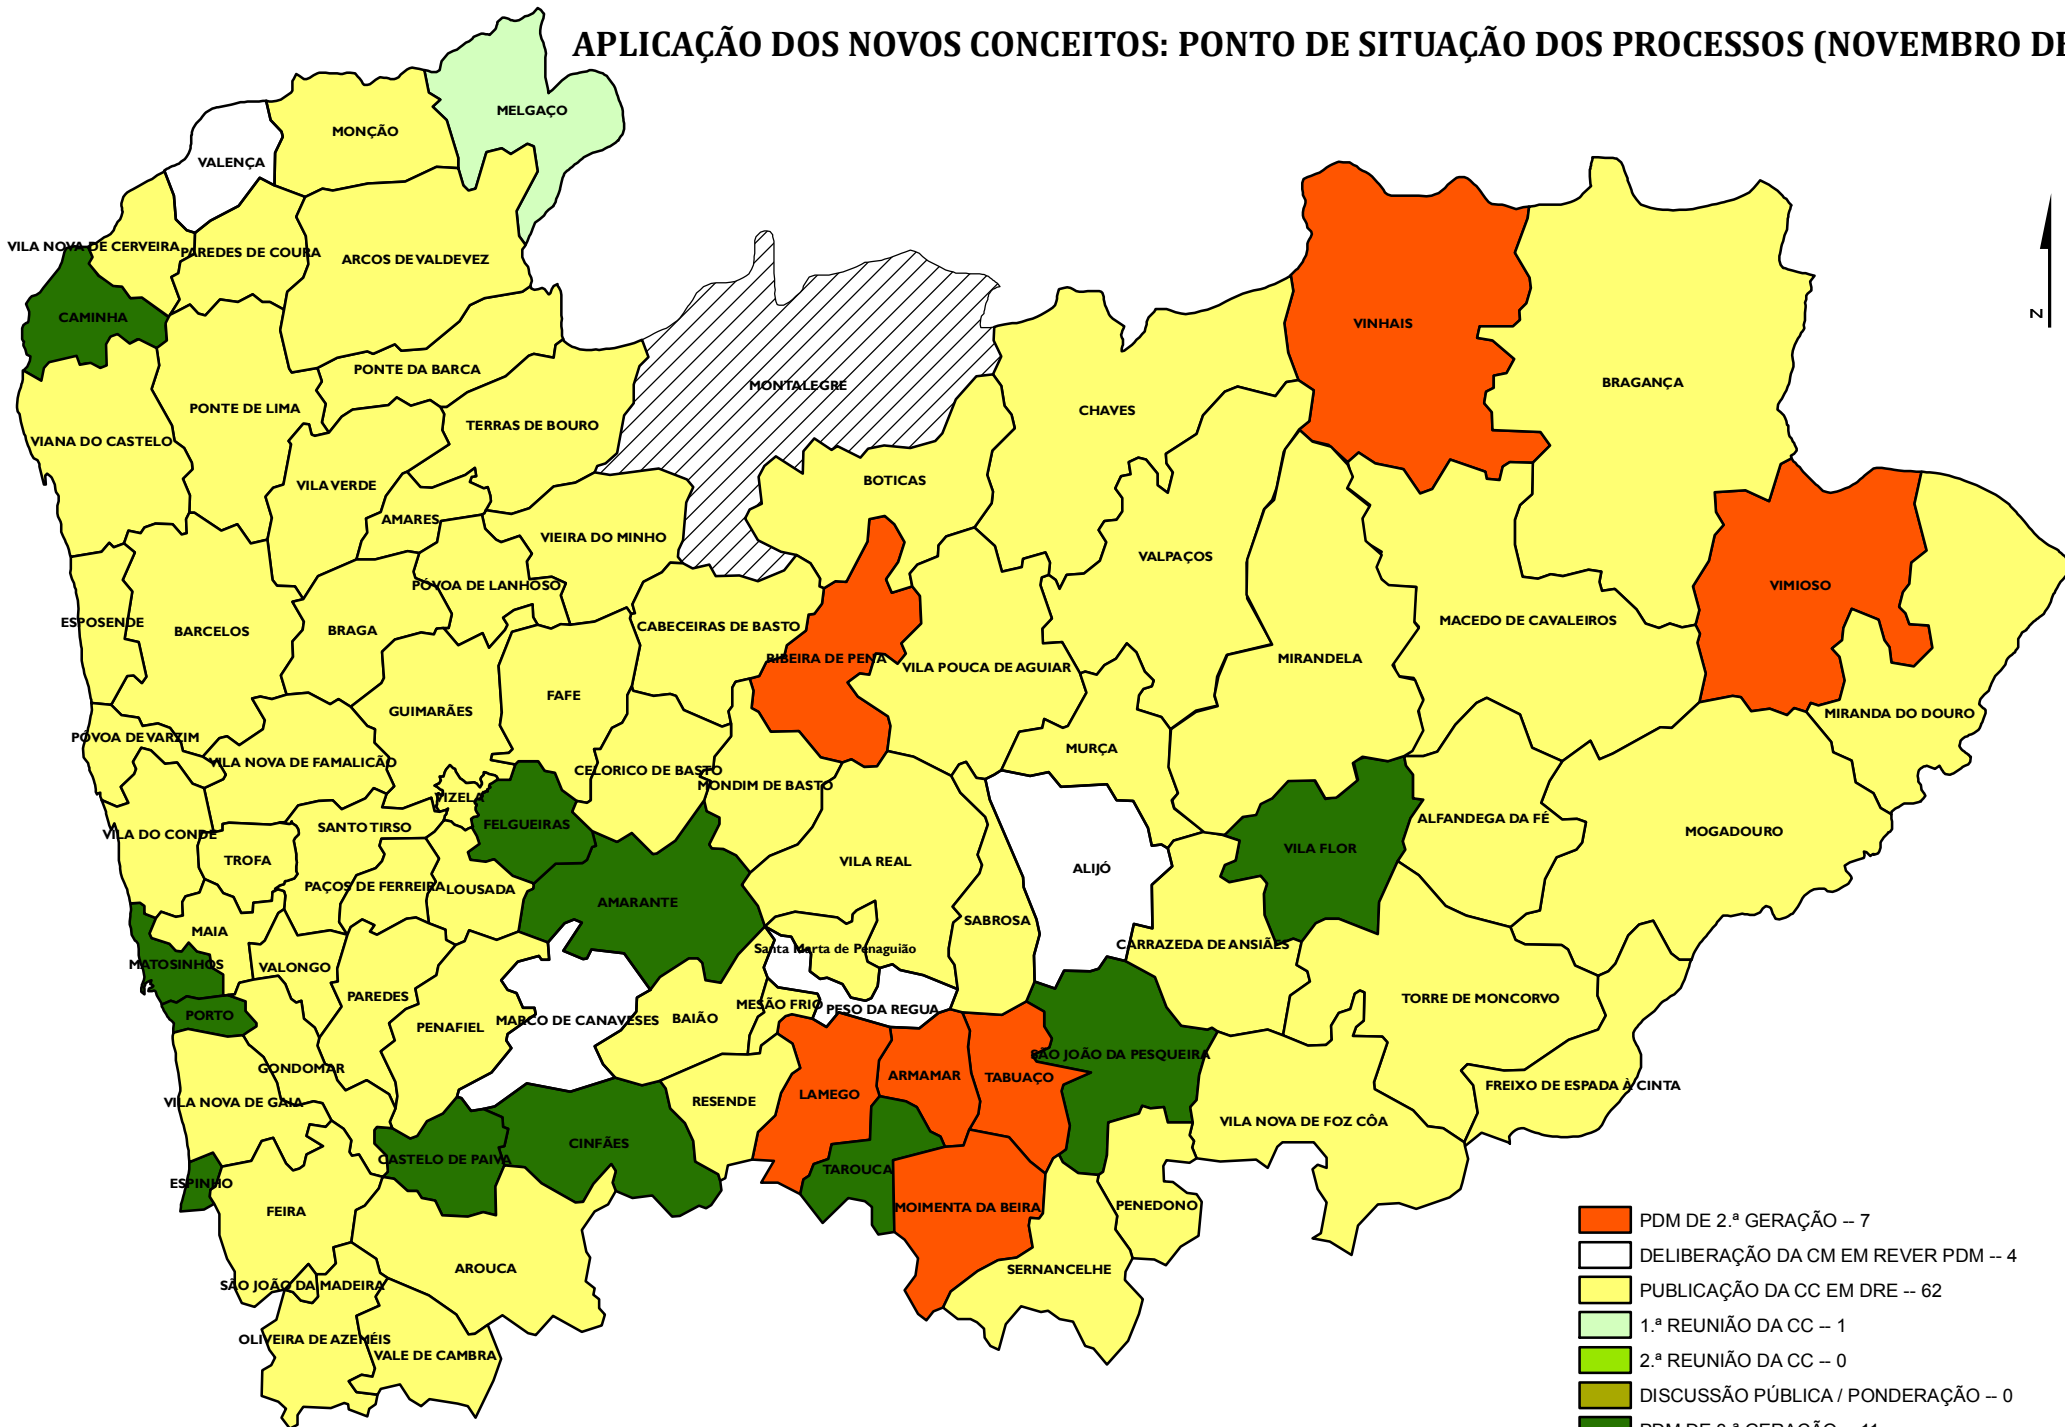 APLICAÇÃO DOS NOVOS CONCEITOS: PONTO DE SITUAÇÃO DOS PROCESSOS (NOVEMBRO DE
MELGAÇO
MONÇÃO
VALENÇA
VILA NOVA DE CERVEIRA
PAREDES DE COURA
ARCOS DE VALDEVEZ
CAMINHA
VINHAIS
N
PONTE DA BARCA
MONTALEGRE
BRAGANÇA
PONTE DE LIMA
CHAVES
TERRAS DE BOURO
VIANA DO CASTELO
VILA VERDE
BOTICAS
AMARES
VIEIRA DO MINHO
VALPAÇOS
PÓVOA DE LANHOSO
VIMIOSO
ESPOSENDE
BARCELOS
BRAGA
CABECEIRAS DE BASTO
MACEDO DE CAVALEIROS
RIBEIRA DE PENA
VILA POUCA DE AGUIAR
MIRANDELA
FAFE
GUIMARÃES
MIRANDA DO DOURO
PÓVOA DE VARZIM
MURÇA
VILA NOVA DE FAMALICÃO
CELORICO DE BASTO
MONDIM DE BASTO
VIZELA
VILA DO CONDE
SANTO TIRSO
FELGUEIRAS
ALFANDEGA DA FÉ
MOGADOURO
TROFA
VILA REAL
ALIJÓ
VILA FLOR
PAÇOS DE FERREIRA
LOUSADA
AMARANTE
SABROSA
MAIA
Santa Marta de Penaguião
CARRAZEDA DE ANSIÃES
MATOSINHOS
VALONGO
PAREDES
TORRE DE MONCORVO
MESÃO FRIO
PESO DA REGUA
PORTO
PENAFIEL
MARCO DE CANAVESES
BAIÃO
SÃO JOÃO DA PESQUEIRA
GONDOMAR
ARMAMAR
TABUAÇO
FREIXO DE ESPADA À CINTA
VILA NOVA DE GAIA
RESENDE
LAMEGO
VILA NOVA DE FOZ CÔA
CASTELO DE PAIVA
CINFÃES
TAROUCA
ESPINHO
FEIRA
MOIMENTA DA BEIRA
PENEDONO
AROUCA
SERNANCELHE
SÃO JOÃO DA MADEIRA
OLIVEIRA DE AZEMÉIS
VALE DE CAMBRA
PDM DE 2.ª GERAÇÃO -- 7
DELIBERAÇÃO DA CM EM REVER PDM -- 4
PUBLICAÇÃO DA CC EM DRE -- 62
1.ª REUNIÃO DA CC -- 1
2.ª REUNIÃO DA CC -- 0
DISCUSSÃO PÚBLICA / PONDERAÇÃO -- 0